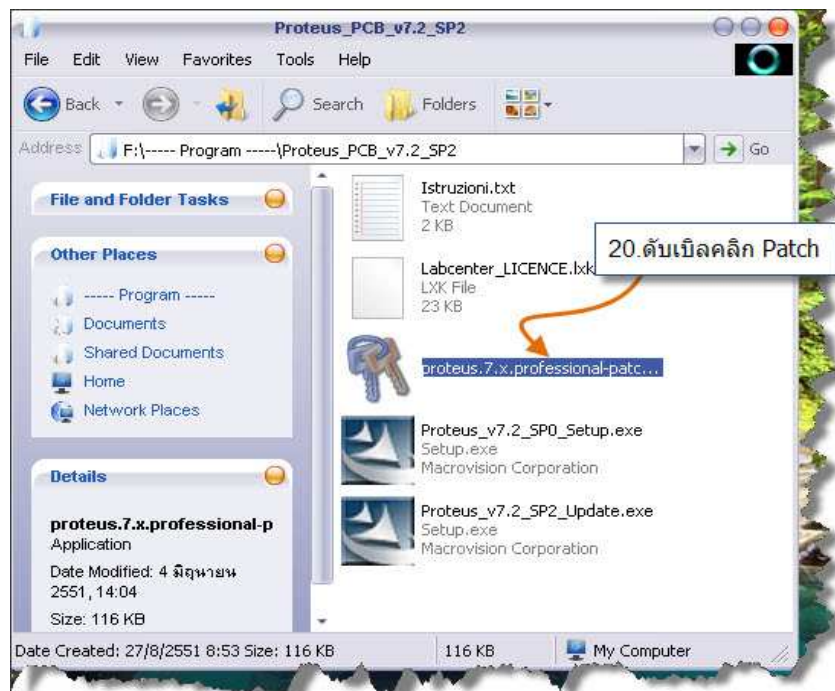 Proteus_PCB_v7.2_SP2
File Edit View Favorites Tools Help
Back Search Folders
Address F:\----- Program -----\Proteus_PCB_v7.2_SP2 Go
File and Folder Tasks
Other Places
----- Program -----
Documents
Shared Documents
Home
Network Places
Details
proteus.7.x.professional-p
Application
Date Modified: 4 มิถุนายน
2551, 14:04
Size: 116 KB
Istruzioni.txt
Text Document
2 KB
20.ดับเบิลคลิก Patch
Labcenter_LICENCE.lxk
LXK File
23 KB
proteus.7.x.professional-patc...
Proteus_v7.2_SP0_Setup.exe
Setup.exe
Macrovision Corporation
Proteus_v7.2_SP2_Update.exe
Setup.exe
Macrovision Corporation
Date Created: 27/8/2551 8:53 Size: 116 KB 116 KB My Computer